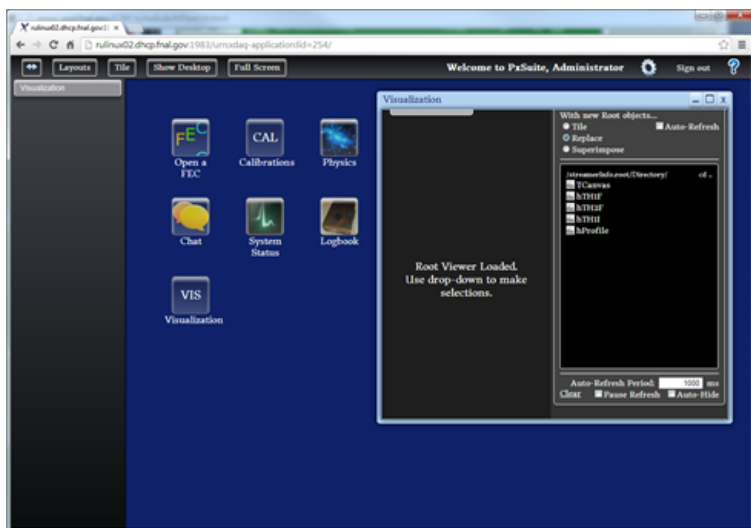 rulinux02.dhcp.fnal.gov:1
rulinux02.dhcp.fnal.gov:1983/urn:xdaq-application:lid=254/
Layouts Tile Show Desktop Full Screen Welcome to PxSuite, Administrator Sign out ?
Visualization
FEC
Open a
FEC
CAL
Calibrations
Physics
Chat
System
Status
Logbook
VIS
Visualization
Visualization
With new Root objects...
Tile Auto-Refresh
Replace
Superimpose
/streamerInfo.root/Directory/ cd ..
TCanvas
hTH1F
hTH2F
hTH1I
hProfile
Root Viewer Loaded.
Use drop-down to make
selections.
Auto-Refresh Period: 1000 ms
Clear Pause Refresh Auto-Hide